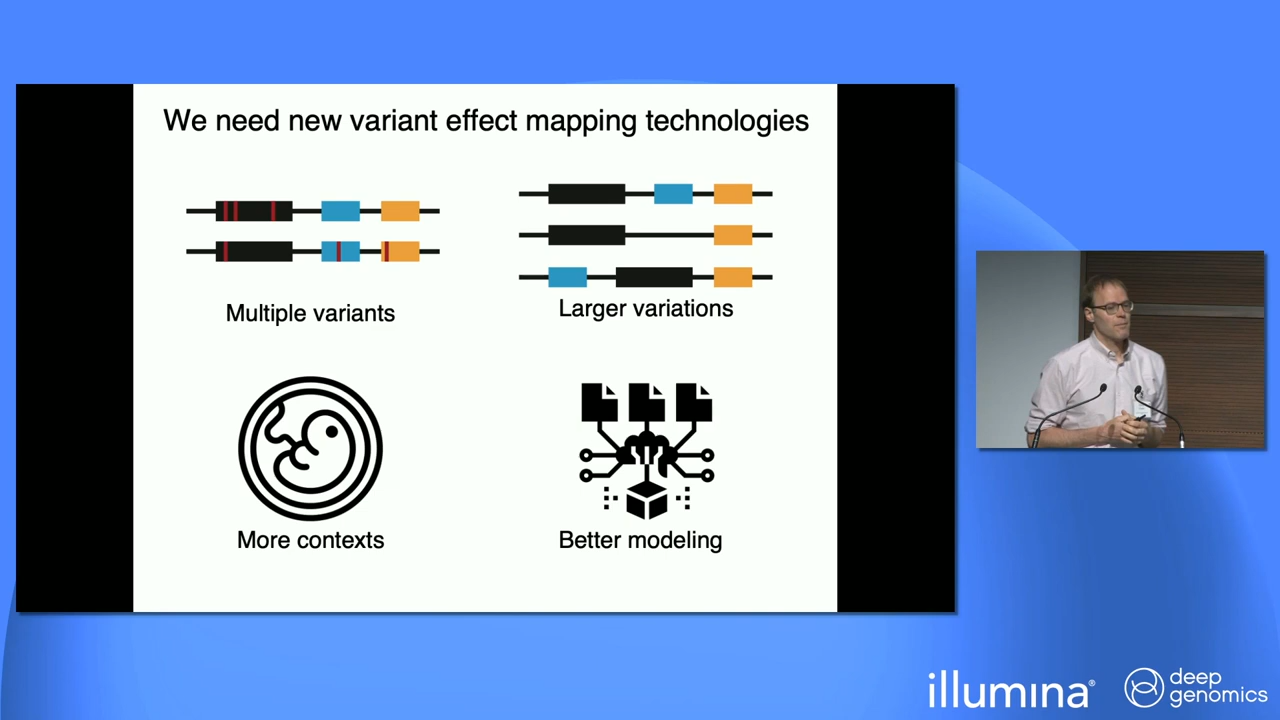 We need new variant effect mapping technologies
Multiple variants
Larger variations
More contexts
Better modeling
illumina®
deep
genomics